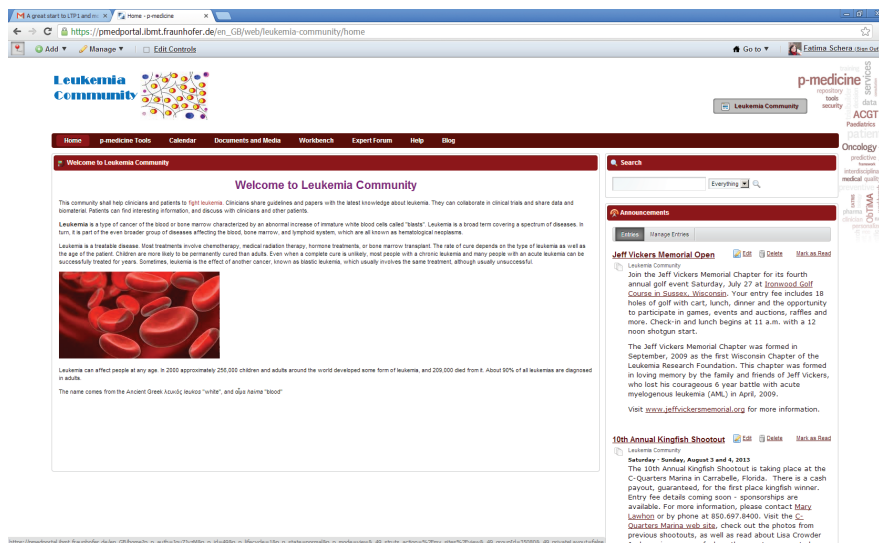 A great start to LTP1 and m
Home - p-medicine
https://pmedportal.ibmt.fraunhofer.de/en_GB/web/leukemia-community/home
Add Manage Edit Controls
Go to Fatima Schera (Sign Out
Leukemia
Community
p-medicine
services
repository
tools
security
data
Leukemia Community
ACGT
Paediatrics
patient
Oncology
predictive
interdisciplina
medical quality
pharma
ObTiMA
Home p-medicine Tools Calendar Documents and Media Workbench Expert Forum Help Blog
Welcome to Leukemia Community
Welcome to Leukemia Community
This community shall help clinicians and patients to fight leukemia. Clinicians share guidelines and papers with the latest knowledge about leukemia. They can collaborate in clinical trials and share data and
biomaterial. Patients can find interesting information, and discuss with clinicians and other patients.
Leukemia is a type of cancer of the blood or bone marrow characterized by an abnormal increase of immature white blood cells called "blasts". Leukemia is a broad term covering a spectrum of diseases. In
turn, it is part of the even broader group of diseases affecting the blood, bone marrow, and lymphoid system, which are all known as hematological neoplasms.
Leukemia is a treatable disease. Most treatments involve chemotherapy, medical radiation therapy, hormone treatments, or bone marrow transplant. The rate of cure depends on the type of leukemia as well as
the age of the patient. Children are more likely to be permanently cured than adults. Even when a complete cure is unlikely, most people with a chronic leukemia and many people with an acute leukemia can be
successfully treated for years. Sometimes, leukemia is the effect of another cancer, known as blastic leukemia, which usually involves the same treatment, although usually unsuccessful.
Leukemia can affect people at any age. In 2000 approximately 256,000 children and adults around the world developed some form of leukemia, and 209,000 died from it. About 90% of all leukemias are diagnosed
in adults.
The name comes from the Ancient Greek λευκός leukos "white", and αἷμα haima "blood"
Search
Everything
Announcements
Entries Manage Entries
Jeff Vickers Memorial Open Edit Delete Mark as Read
Leukemia Community
Join the Jeff Vickers Memorial Chapter for its fourth
annual golf event Saturday, July 27 at Ironwood Golf
Course in Sussex, Wisconsin. Your entry fee includes 18
holes of golf with cart, lunch, dinner and the opportunity
to participate in games, events and auctions, raffles and
more. Check-in and lunch begins at 11 a.m. with a 12
noon shotgun start.
The Jeff Vickers Memorial Chapter was formed in
September, 2009 as the first Wisconsin Chapter of the
Leukemia Research Foundation. This chapter was formed
in loving memory by the family and friends of Jeff Vickers,
who lost his courageous 6 year battle with acute
myelogenous leukemia (AML) in April, 2009.
Visit www.jeffvickersmemorial.org for more information.
10th Annual Kingfish Shootout Edit Delete Mark as Read
Leukemia Community
Saturday - Sunday, August 3 and 4, 2013
The 10th Annual Kingfish Shootout is taking place at the
C-Quarters Marina in Carrabelle, Florida. There is a cash
payout, guaranteed, for the first place kingfish winner.
Entry fee details coming soon - sponsorships are
available. For more information, please contact Mary
Lawhon or by phone at 850.697.8400. Visit the C-
Quarters Marina web site, check out the photos from
previous shootouts, as well as read about Lisa Crowder